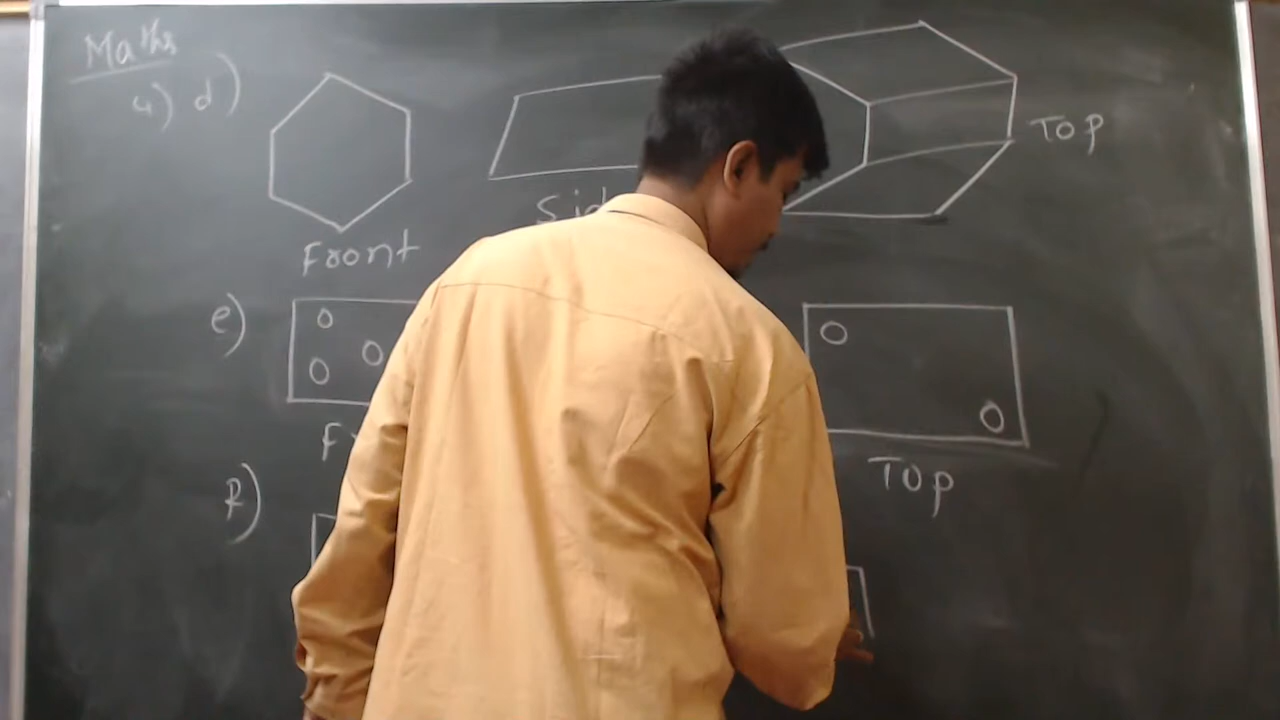 Maths
4) d)
Top
Front
e)
Top
f)